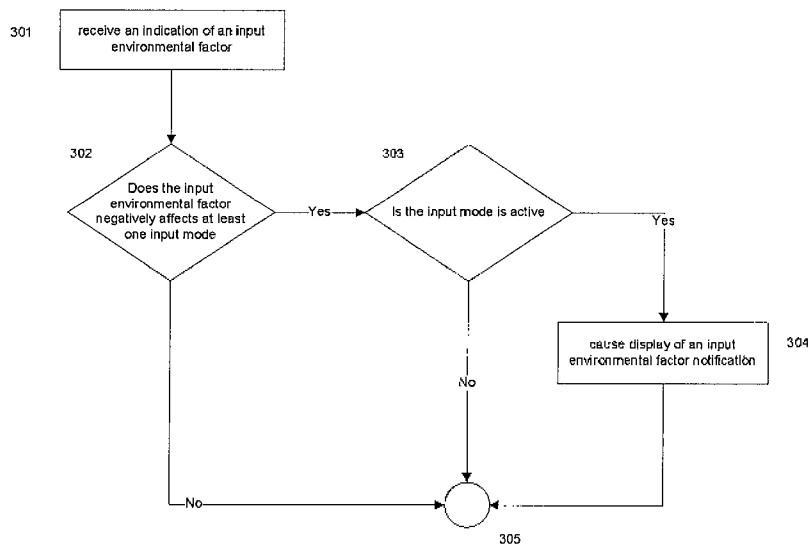 301
receive an indication of an input
environmental factor
302
303
Does the input
environmental factor
negatively affects at least
one input mode
Yes
Is the input mode is active
Yes
cause display of an input
environmental factor notification
304
No
No
305